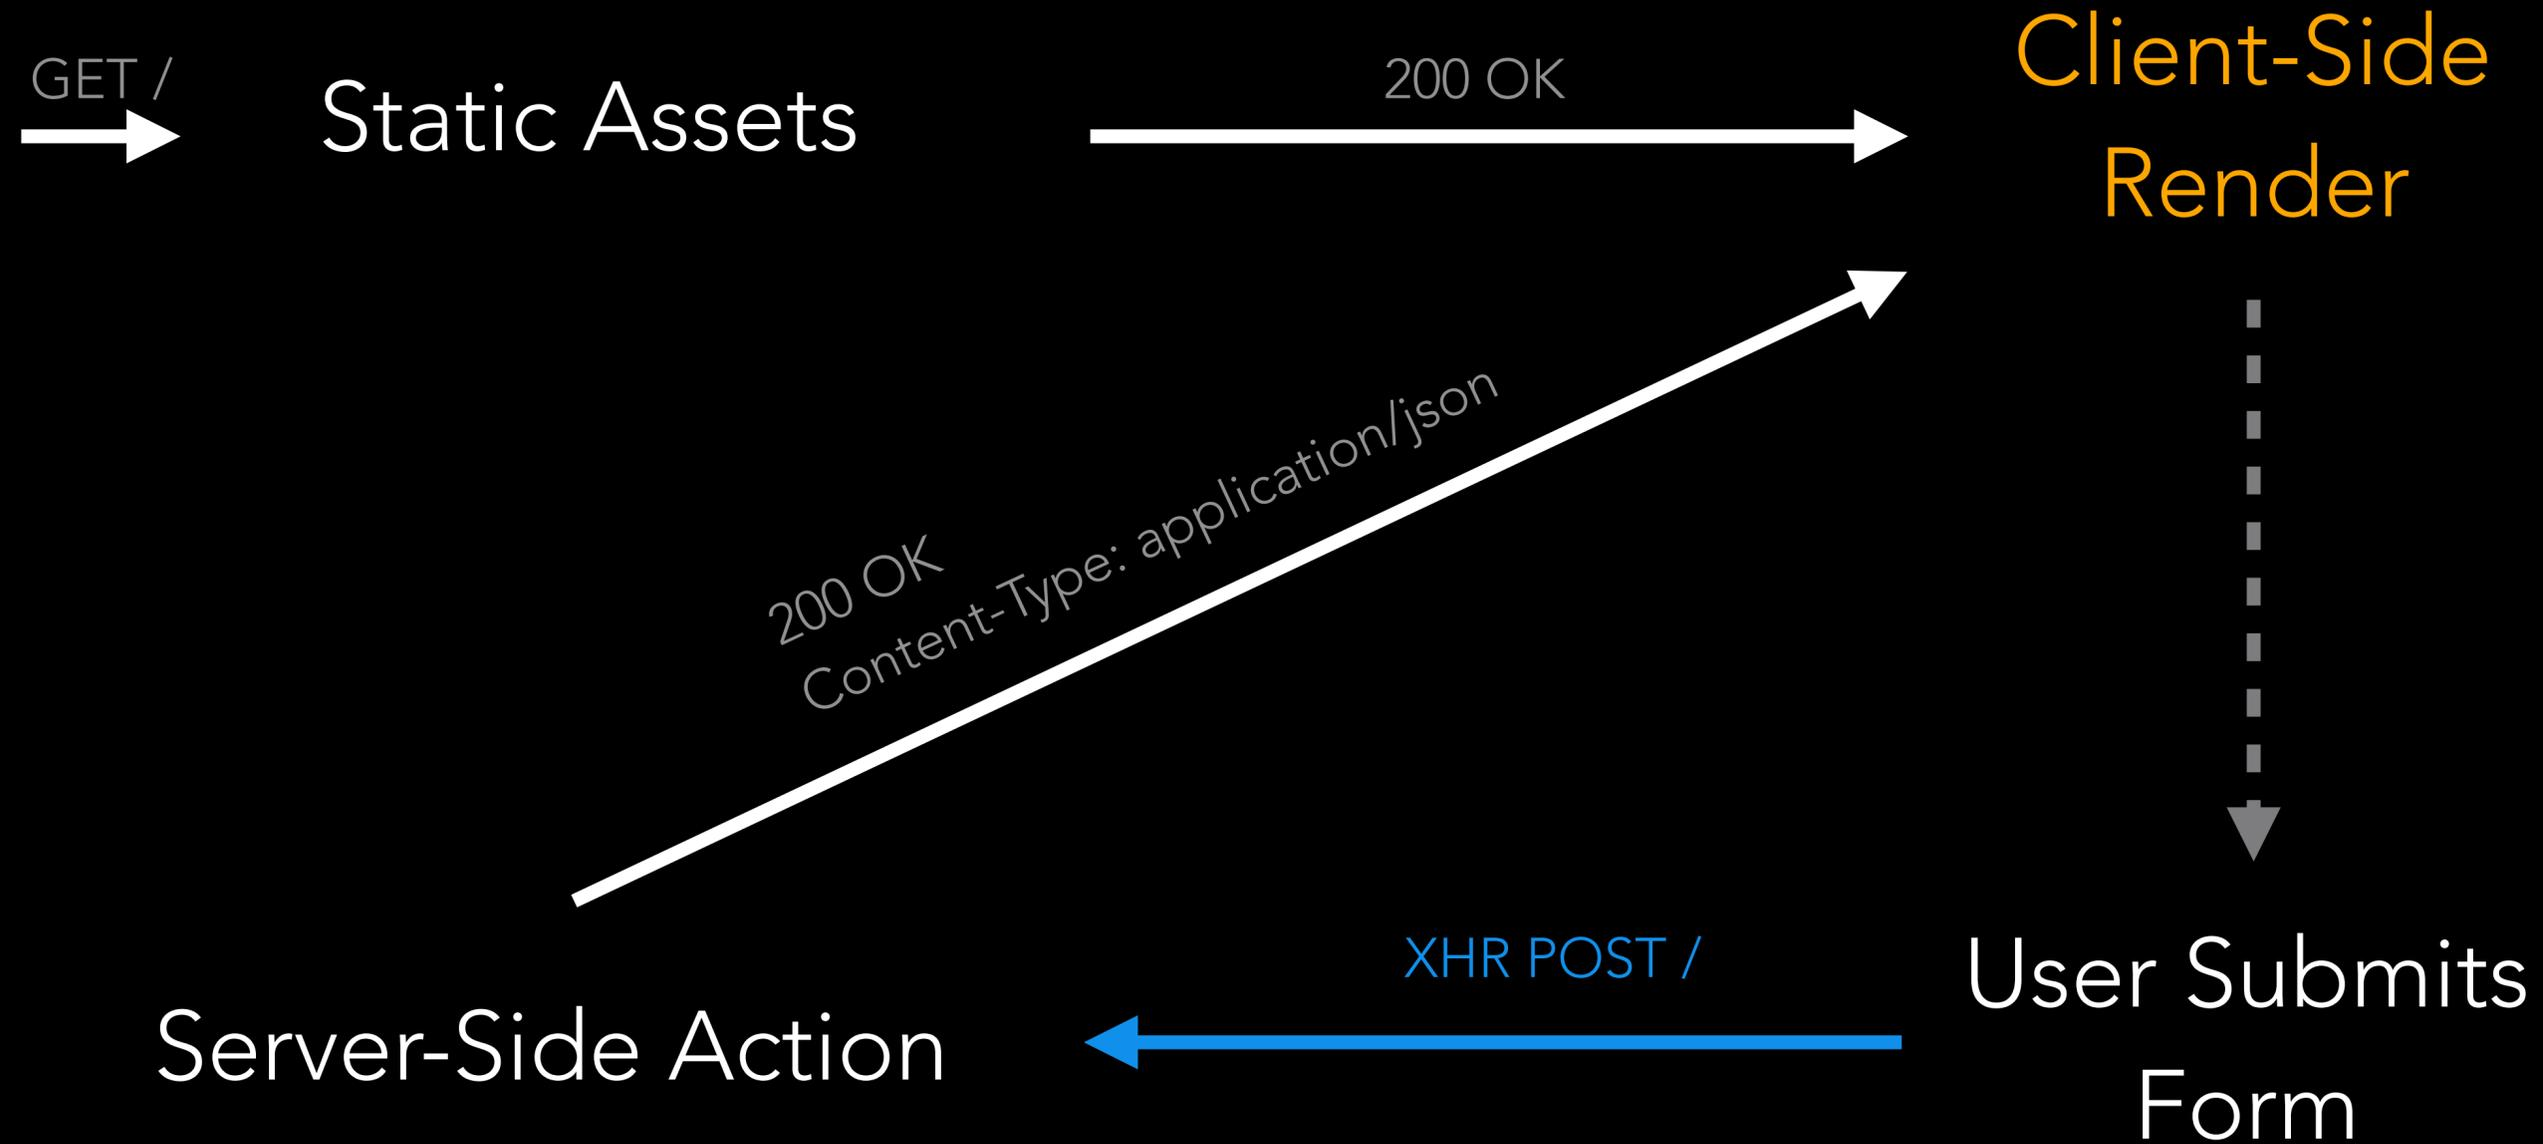 GET /
Static Assets
200 OK
Client-Side
Render
200 OK
Content-Type: application/json
XHR POST /
Server-Side Action
User Submits
Form